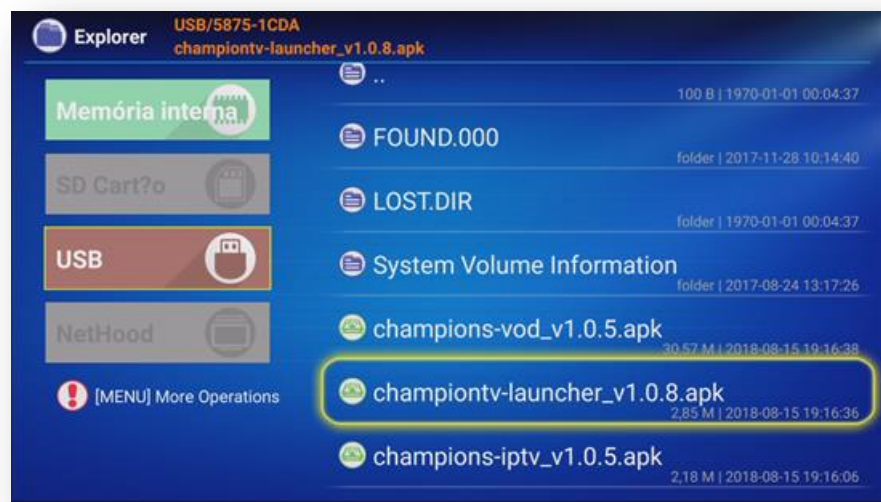 Explorer
USB/5875-1CDA
championtv-launcher_v1.0.8.apk
Memória interna
SD Cart?o
USB
NetHood
[MENU] More Operations
..
100 B | 1970-01-01 00:04:37
FOUND.000
folder | 2017-11-28 10:14:40
LOST.DIR
folder | 1970-01-01 00:04:37
System Volume Information
folder | 2017-08-24 13:17:26
champions-vod_v1.0.5.apk
30,57 M | 2018-08-15 19:16:38
championtv-launcher_v1.0.8.apk
2,85 M | 2018-08-15 19:16:36
champions-iptv_v1.0.5.apk
2,18 M | 2018-08-15 19:16:06